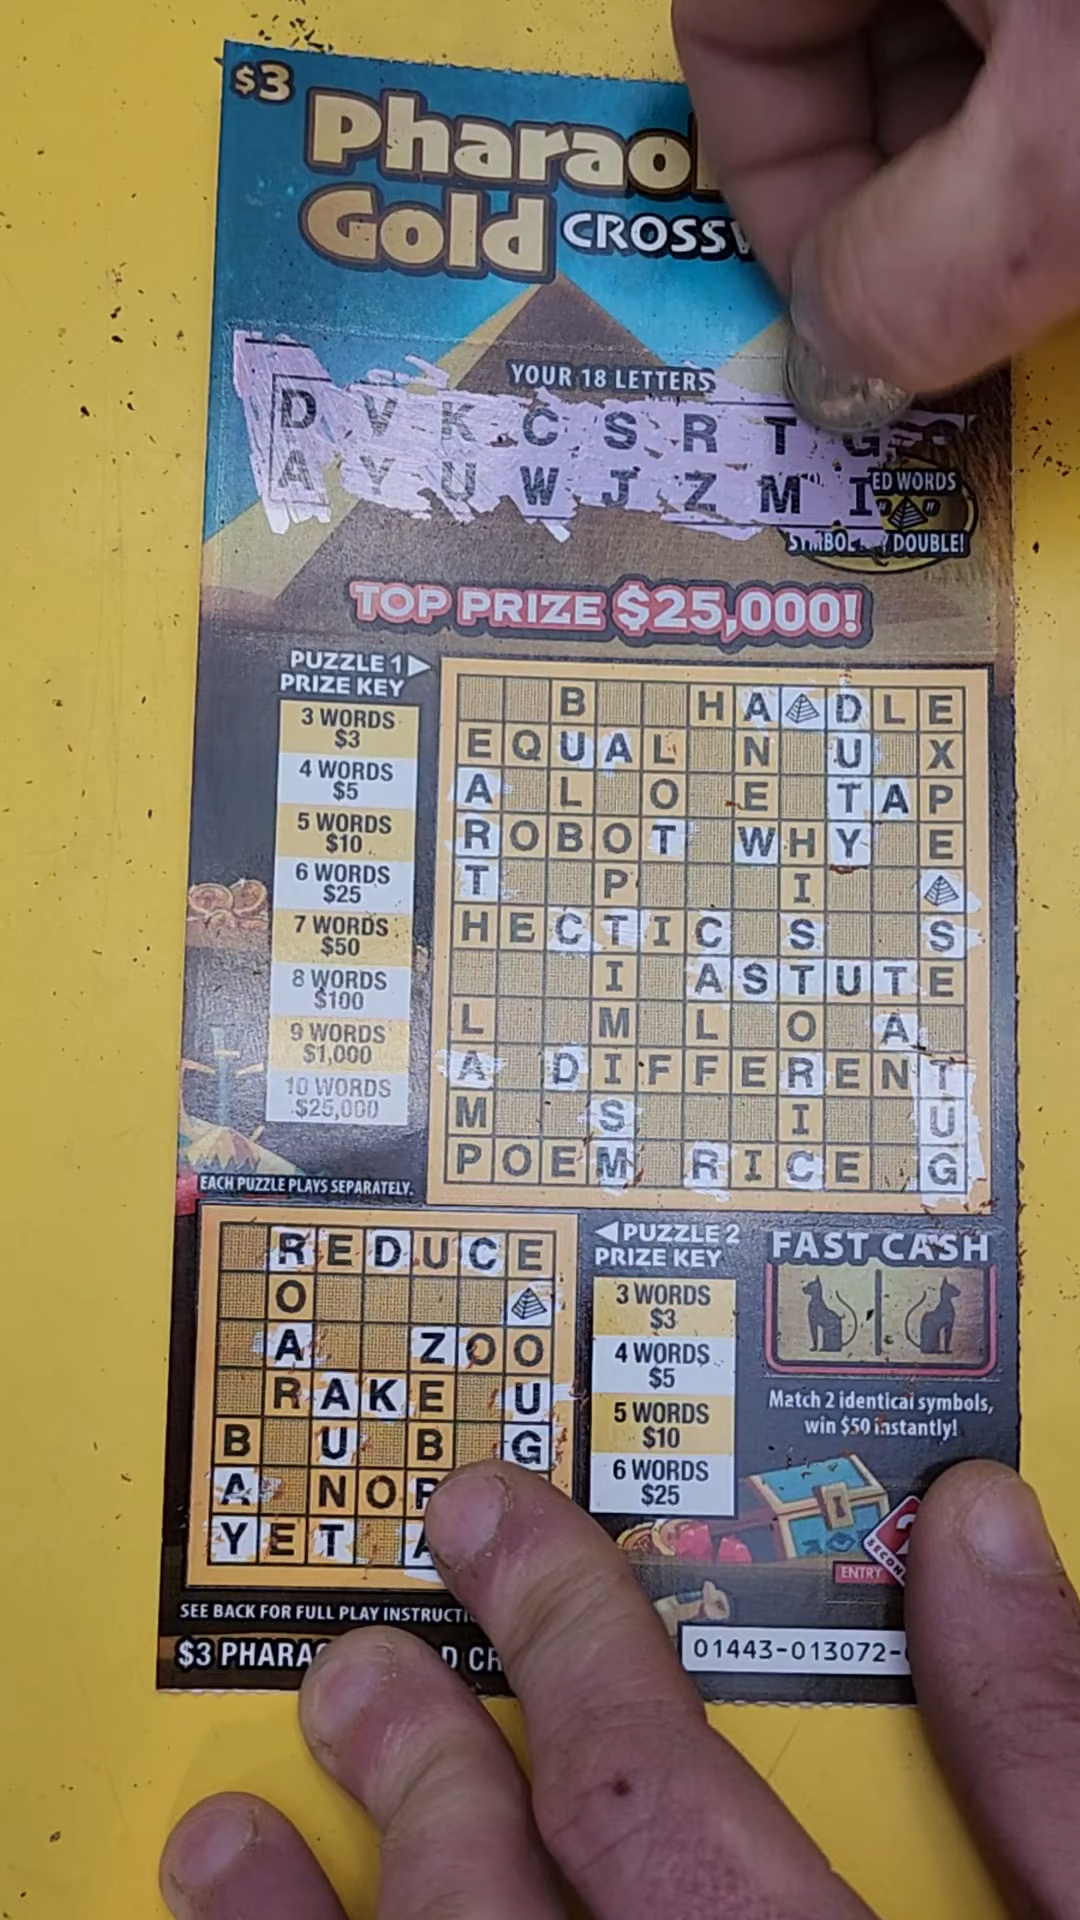 $3
Pharao
Gold CROSSW
YOUR 18 LETTERS
D V K C S R T G
A Y U W J Z M I
ED WORDS
SYMBOL DOUBLE!
TOP PRIZE $25,000!
PUZZLE 1
PRIZE KEY
3 WORDS
$3
4 WORDS
$5
5 WORDS
$10
6 WORDS
$25
7 WORDS
$50
8 WORDS
$100
9 WORDS
$1,000
10 WORDS
$25,000
EACH PUZZLE PLAYS SEPARATELY.
B H A D L E
E Q U A L N U X
A L O E T A P
R O B O T W H Y E
T P I
H E C T I C S S
I A S T U T E
L M L O A
A D I F F E R E N T
M S I U
P O E M R I C E G
R E D U C E
O
A Z O O
R A K E U
B U B G
A N O R
Y E T A
PUZZLE 2
PRIZE KEY
3 WORDS
$3
4 WORDS
$5
5 WORDS
$10
6 WORDS
$25
FAST CASH
Match 2 identical symbols,
win $50 instantly!
ENTRY
SEE BACK FOR FULL PLAY INSTRUCTI
$3 PHARA D CR
01443-013072-